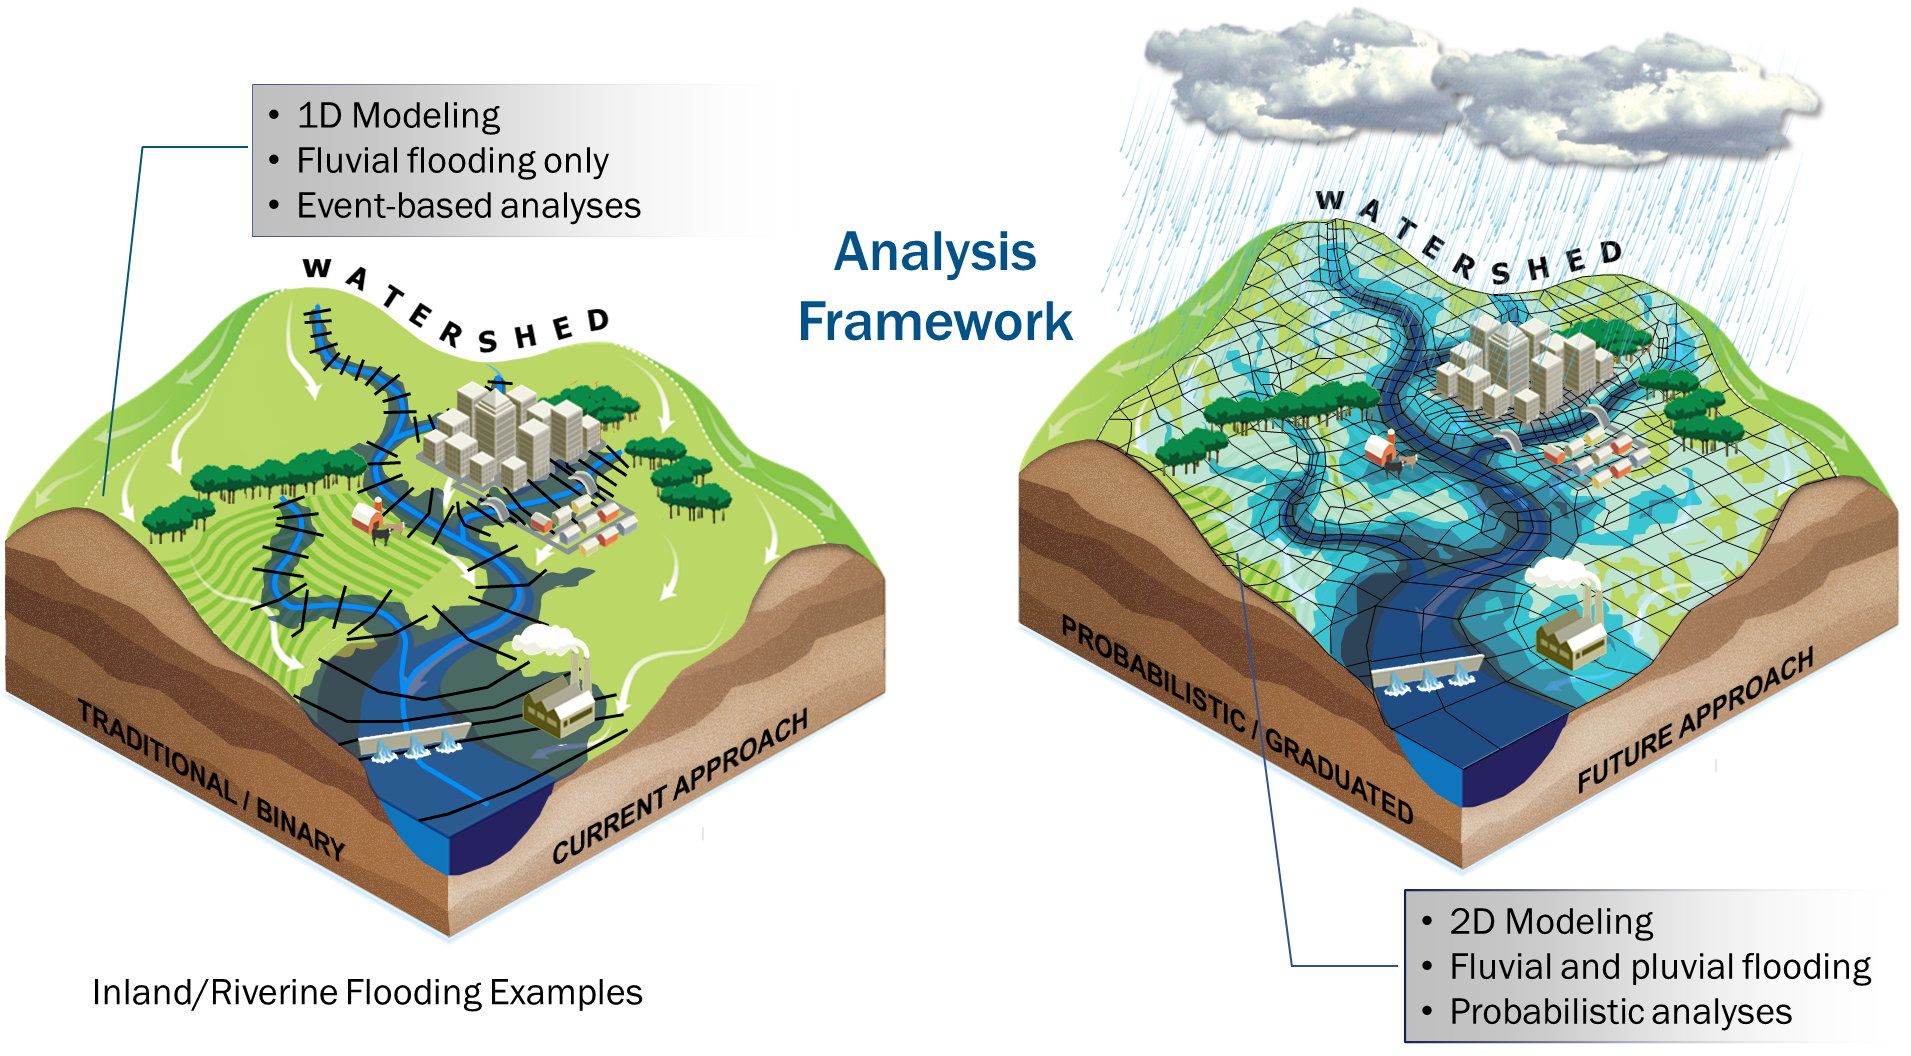 • 1D Modeling
• Fluvial flooding only
• Event-based analyses
WATERSHED
TRADITIONAL / BINARY
CURRENT APPROACH
Inland/Riverine Flooding Examples
Analysis
Framework
WATERSHED
PROBABILISTIC / GRADUATED
FUTURE APPROACH
• 2D Modeling
• Fluvial and pluvial flooding
• Probabilistic analyses